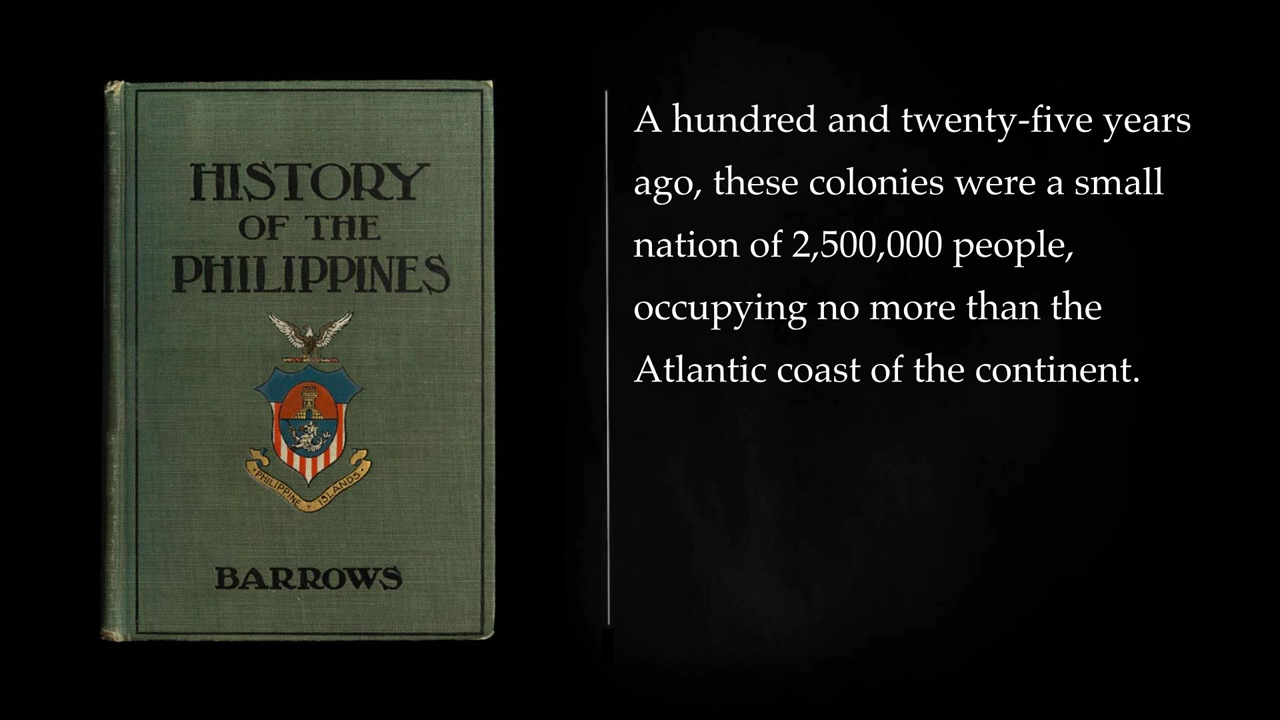 HISTORY
OF THE
PHILIPPINES
PHILIPPINE ISLANDS
BARROWS
A hundred and twenty-five years
ago, these colonies were a small
nation of 2,500,000 people,
occupying no more than the
Atlantic coast of the continent.